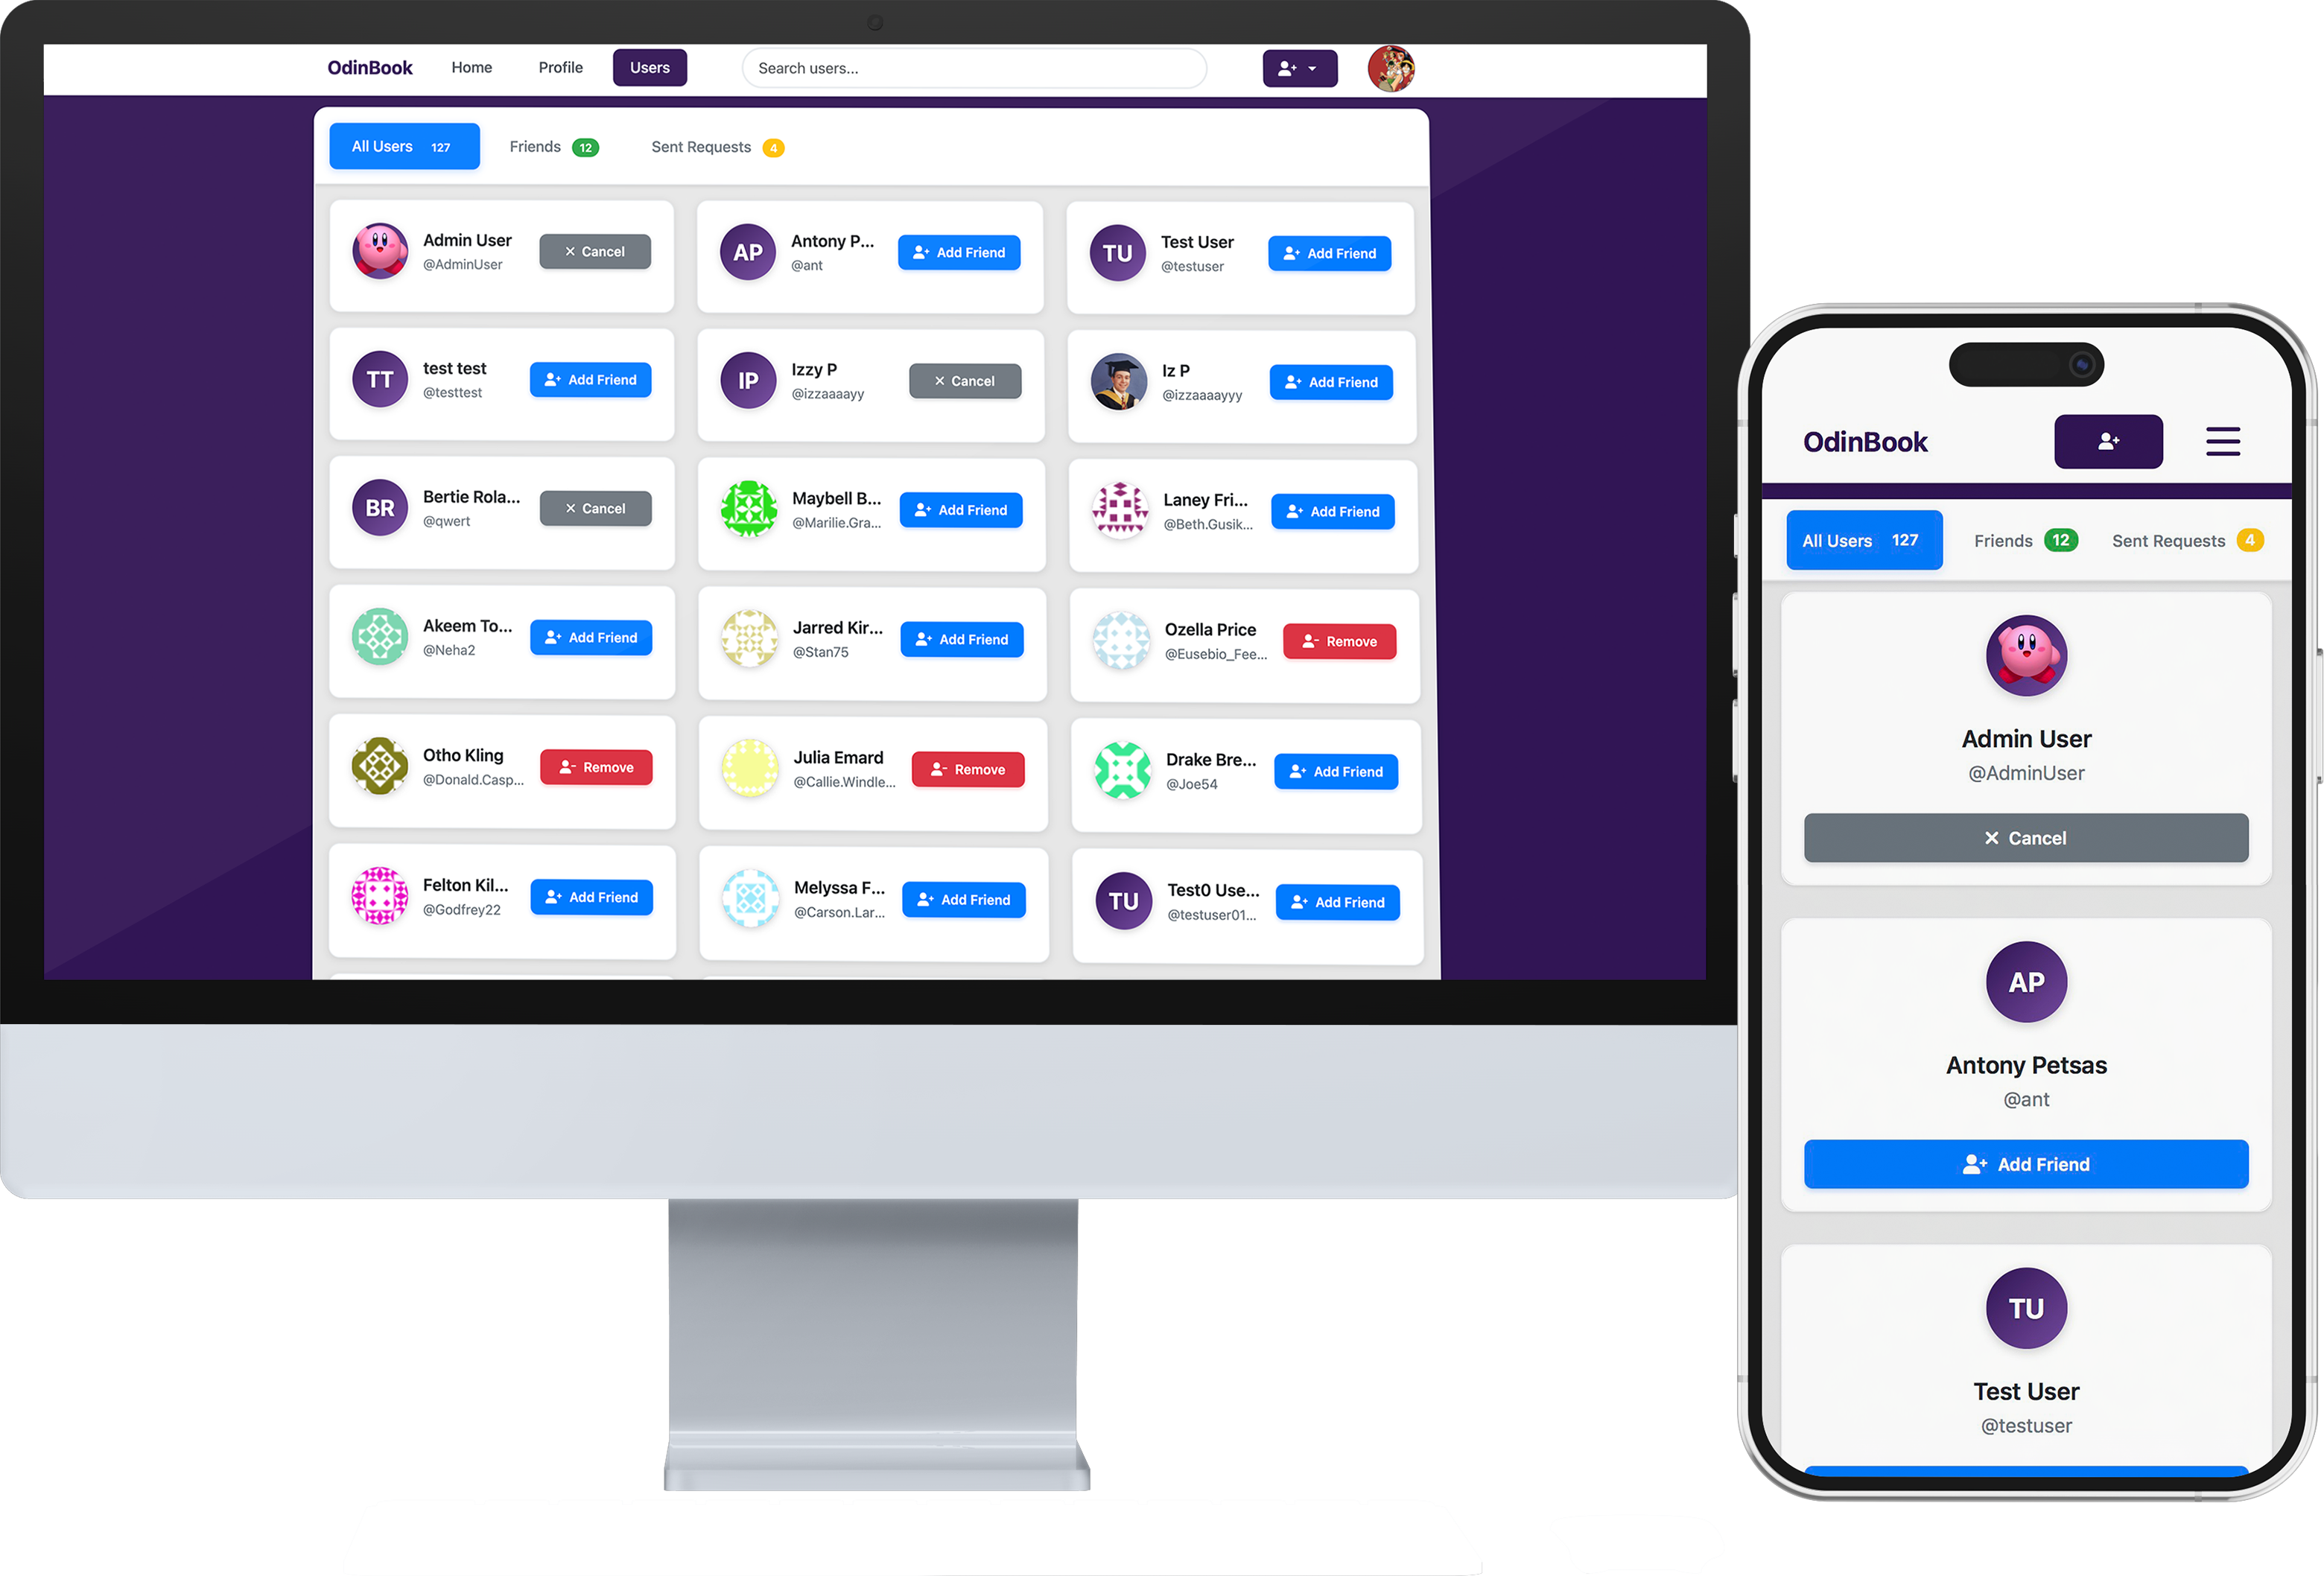 OdinBook Home Profile Users Search users...
All Users 127 Friends 12 Sent Requests 4
Admin User
@AdminUser
Cancel
AP
Antony P...
@ant
Add Friend
TU
Test User
@testuser
Add Friend
TT
test test
@testtest
Add Friend
IP
Izzy P
@izzaaaayy
Cancel
Iz P
@izzaaaayyy
Add Friend
BR
Bertie Rola...
@qwert
Cancel
Maybell B...
@Marilie.Gra...
Add Friend
Laney Fri...
@Beth.Gusik...
Add Friend
Akeem To...
@Neha2
Add Friend
Jarred Kir...
@Stan75
Add Friend
Ozella Price
@Eusebio_Fee...
Remove
Otho Kling
@Donald.Casp...
Remove
Julia Emard
@Callie.Windle...
Remove
Drake Bre...
@Joe54
Add Friend
Felton Kil...
@Godfrey22
Add Friend
Melyssa F...
@Carson.Lar...
Add Friend
TU
Test0 Use...
@testuser01...
Add Friend
OdinBook
All Users 127 Friends 12 Sent Requests 4
Admin User
@AdminUser
Cancel
AP
Antony Petsas
@ant
Add Friend
TU
Test User
@testuser